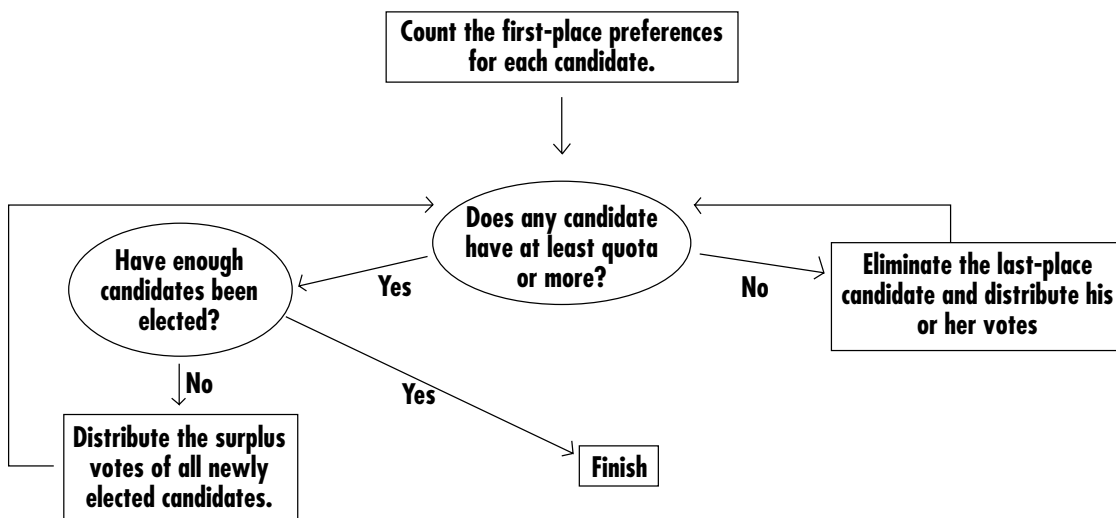 Count the first-place preferences
for each candidate.
Does any candidate
have at least quota
or more?
Have enough
candidates been
elected?
Yes
No
Eliminate the last-place
candidate and distribute his
or her votes
No
Yes
Distribute the surplus
votes of all newly
elected candidates.
Finish